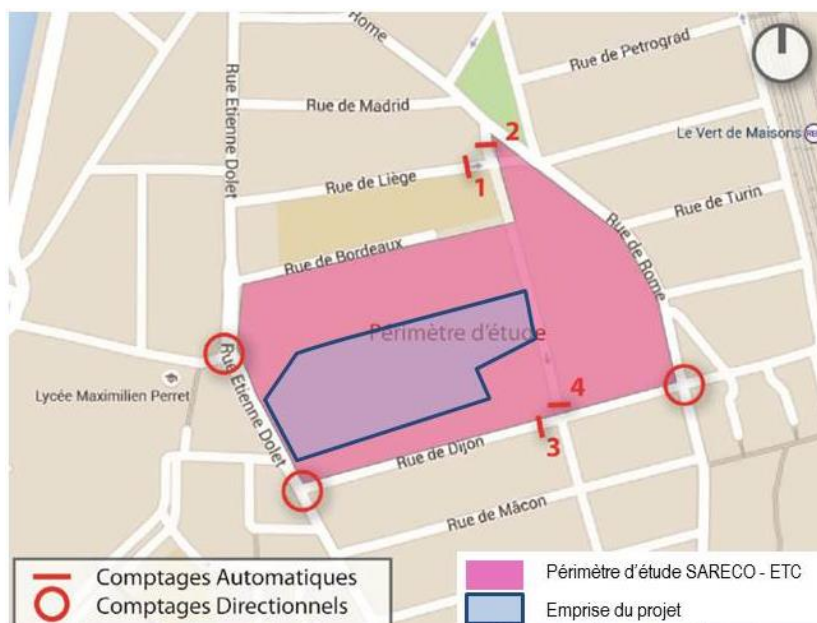 Rome
Rue de Petrograd
Rue Etienne Dolet
Rue de Madrid
2
Le Vert de Maisons
Rue de Liège
1
Rue de Turin
Rue de Bordeaux
Rue de Rome
Périmètre d'étude
Rue Etienne Dolet
Lycée Maximilien Perret
4
3
Rue de Dijon
Rue de Mâcon
Comptages Automatiques
Comptages Directionnels
Périmètre d'étude SARECO - ETC
Emprise du projet